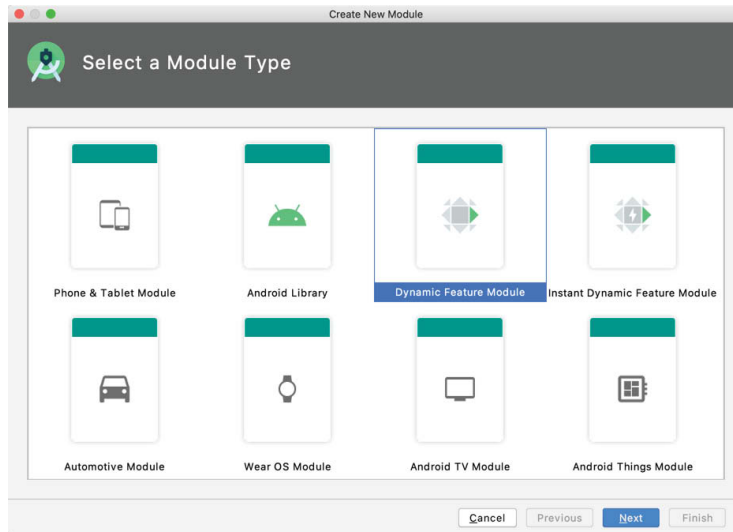 Create New Module
Select a Module Type
Phone & Tablet Module
Android Library
Dynamic Feature Module
Instant Dynamic Feature Module
Automotive Module
Wear OS Module
Android TV Module
Android Things Module
Cancel
Previous
Next
Finish